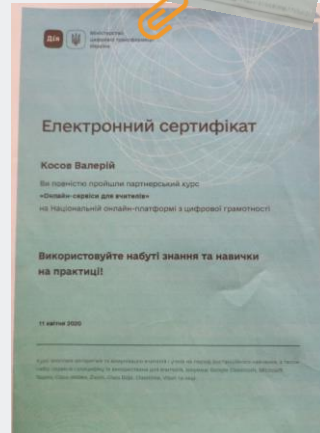 Дія
Міністерство
цифрової трансформації
України
Електронний сертифікат
Косов Валерій
Ви повністю пройшли партнерський курс
«Онлайн-сервіси для вчителів»
на Національній онлайн-платформі з цифрової грамотності
Використовуйте набуті знання та навички
на практиці!
11 квітня 2020